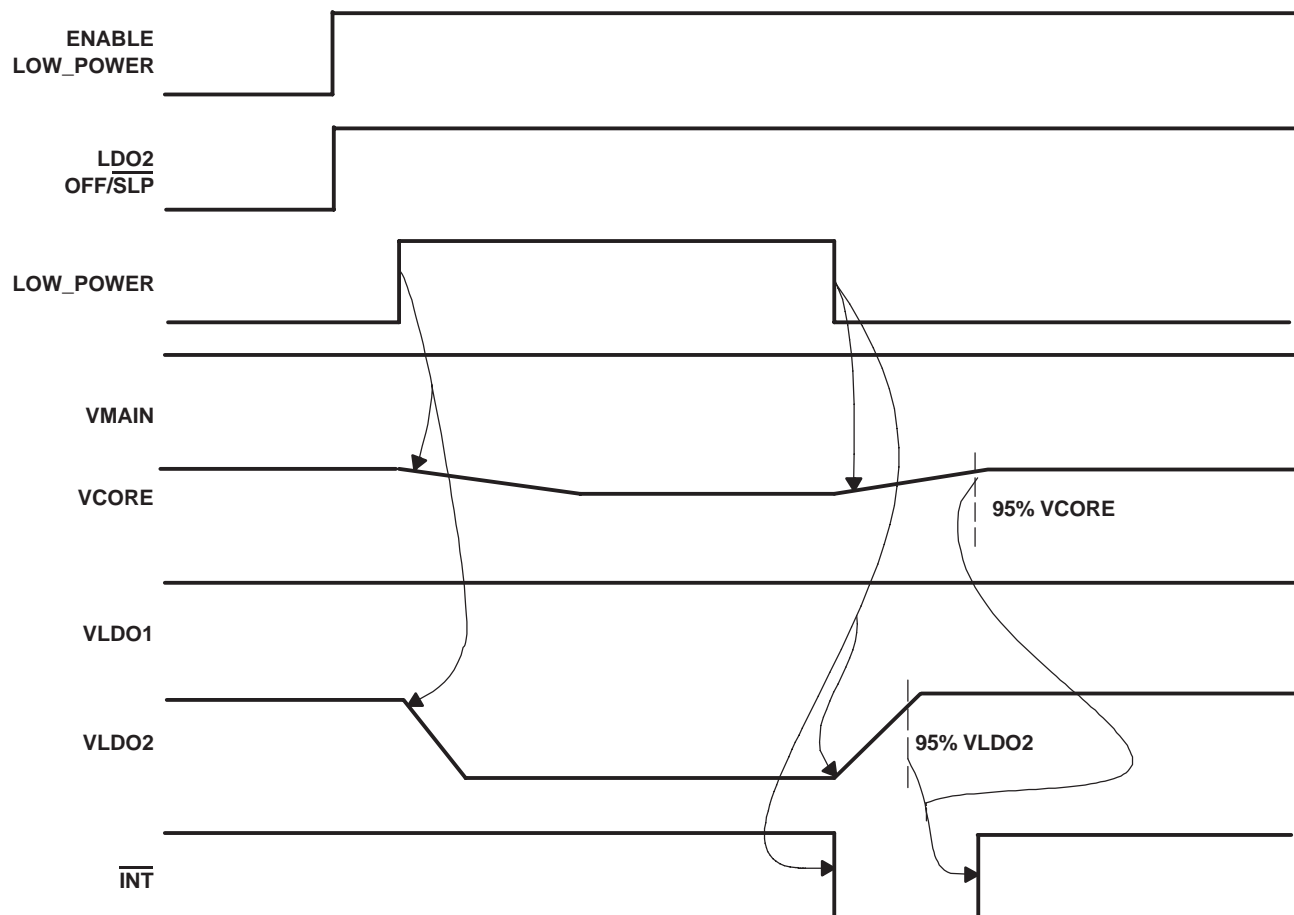 ENABLE
LOW_POWER
LDO2
OFF/SLP
LOW_POWER
VMAIN
VCORE
95% VCORE
VLDO1
VLDO2
95% VLDO2
INT